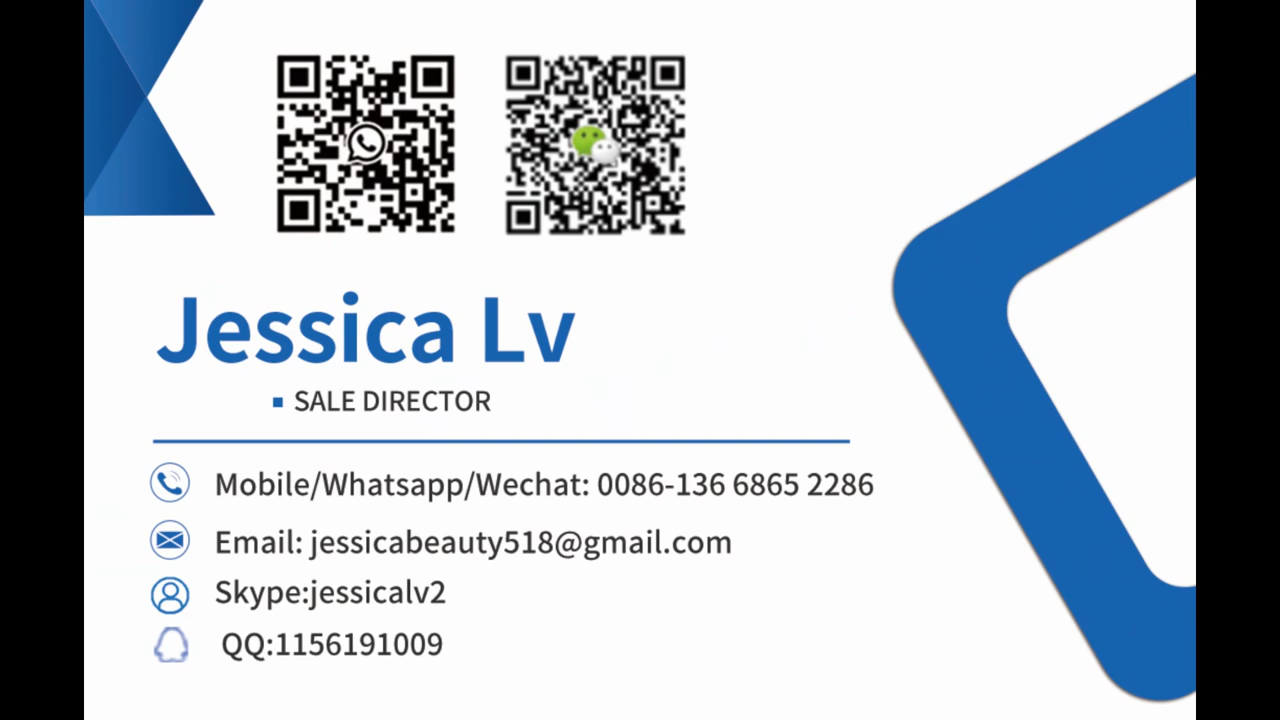 Jessica Lv
SALE DIRECTOR
Mobile/Whatsapp/Wechat: 0086-136 6865 2286
Email: jessicabeauty518@gmail.com
Skype:jessicalv2
QQ:1156191009